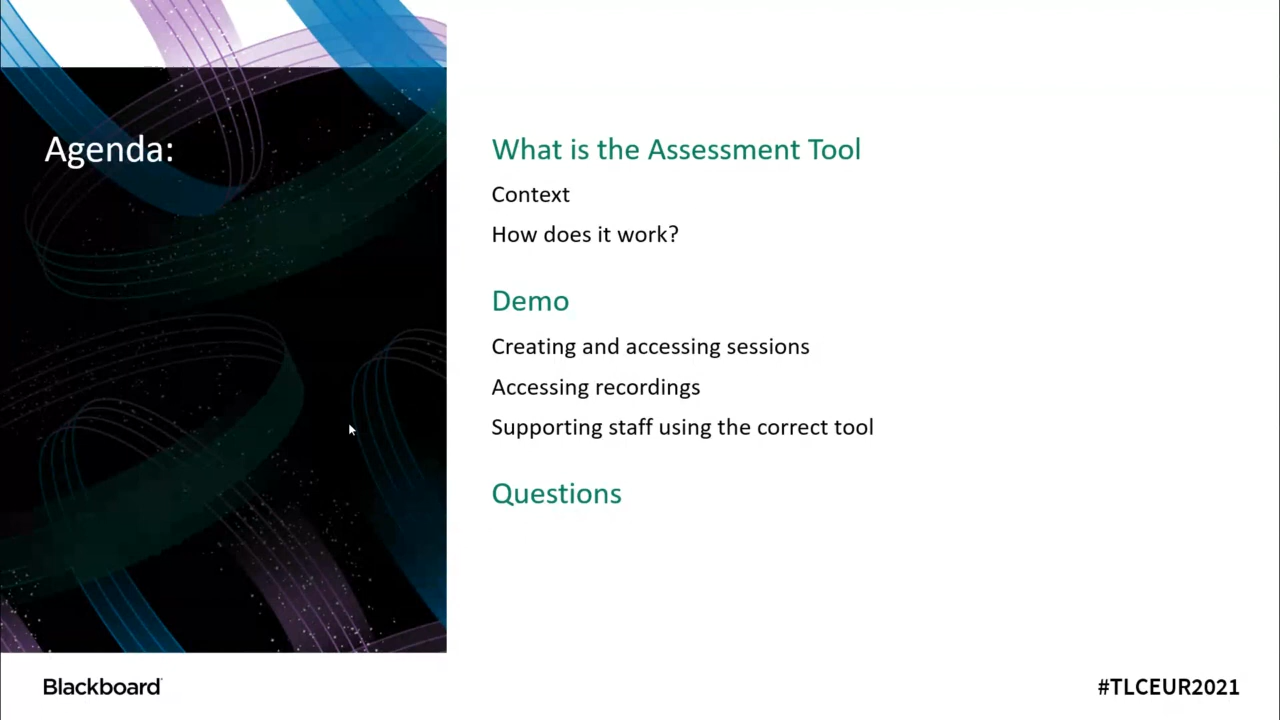 Agenda:
What is the Assessment Tool
Context
How does it work?
Demo
Creating and accessing sessions
Accessing recordings
Supporting staff using the correct tool
Questions
Blackboard
#TLCEUR2021